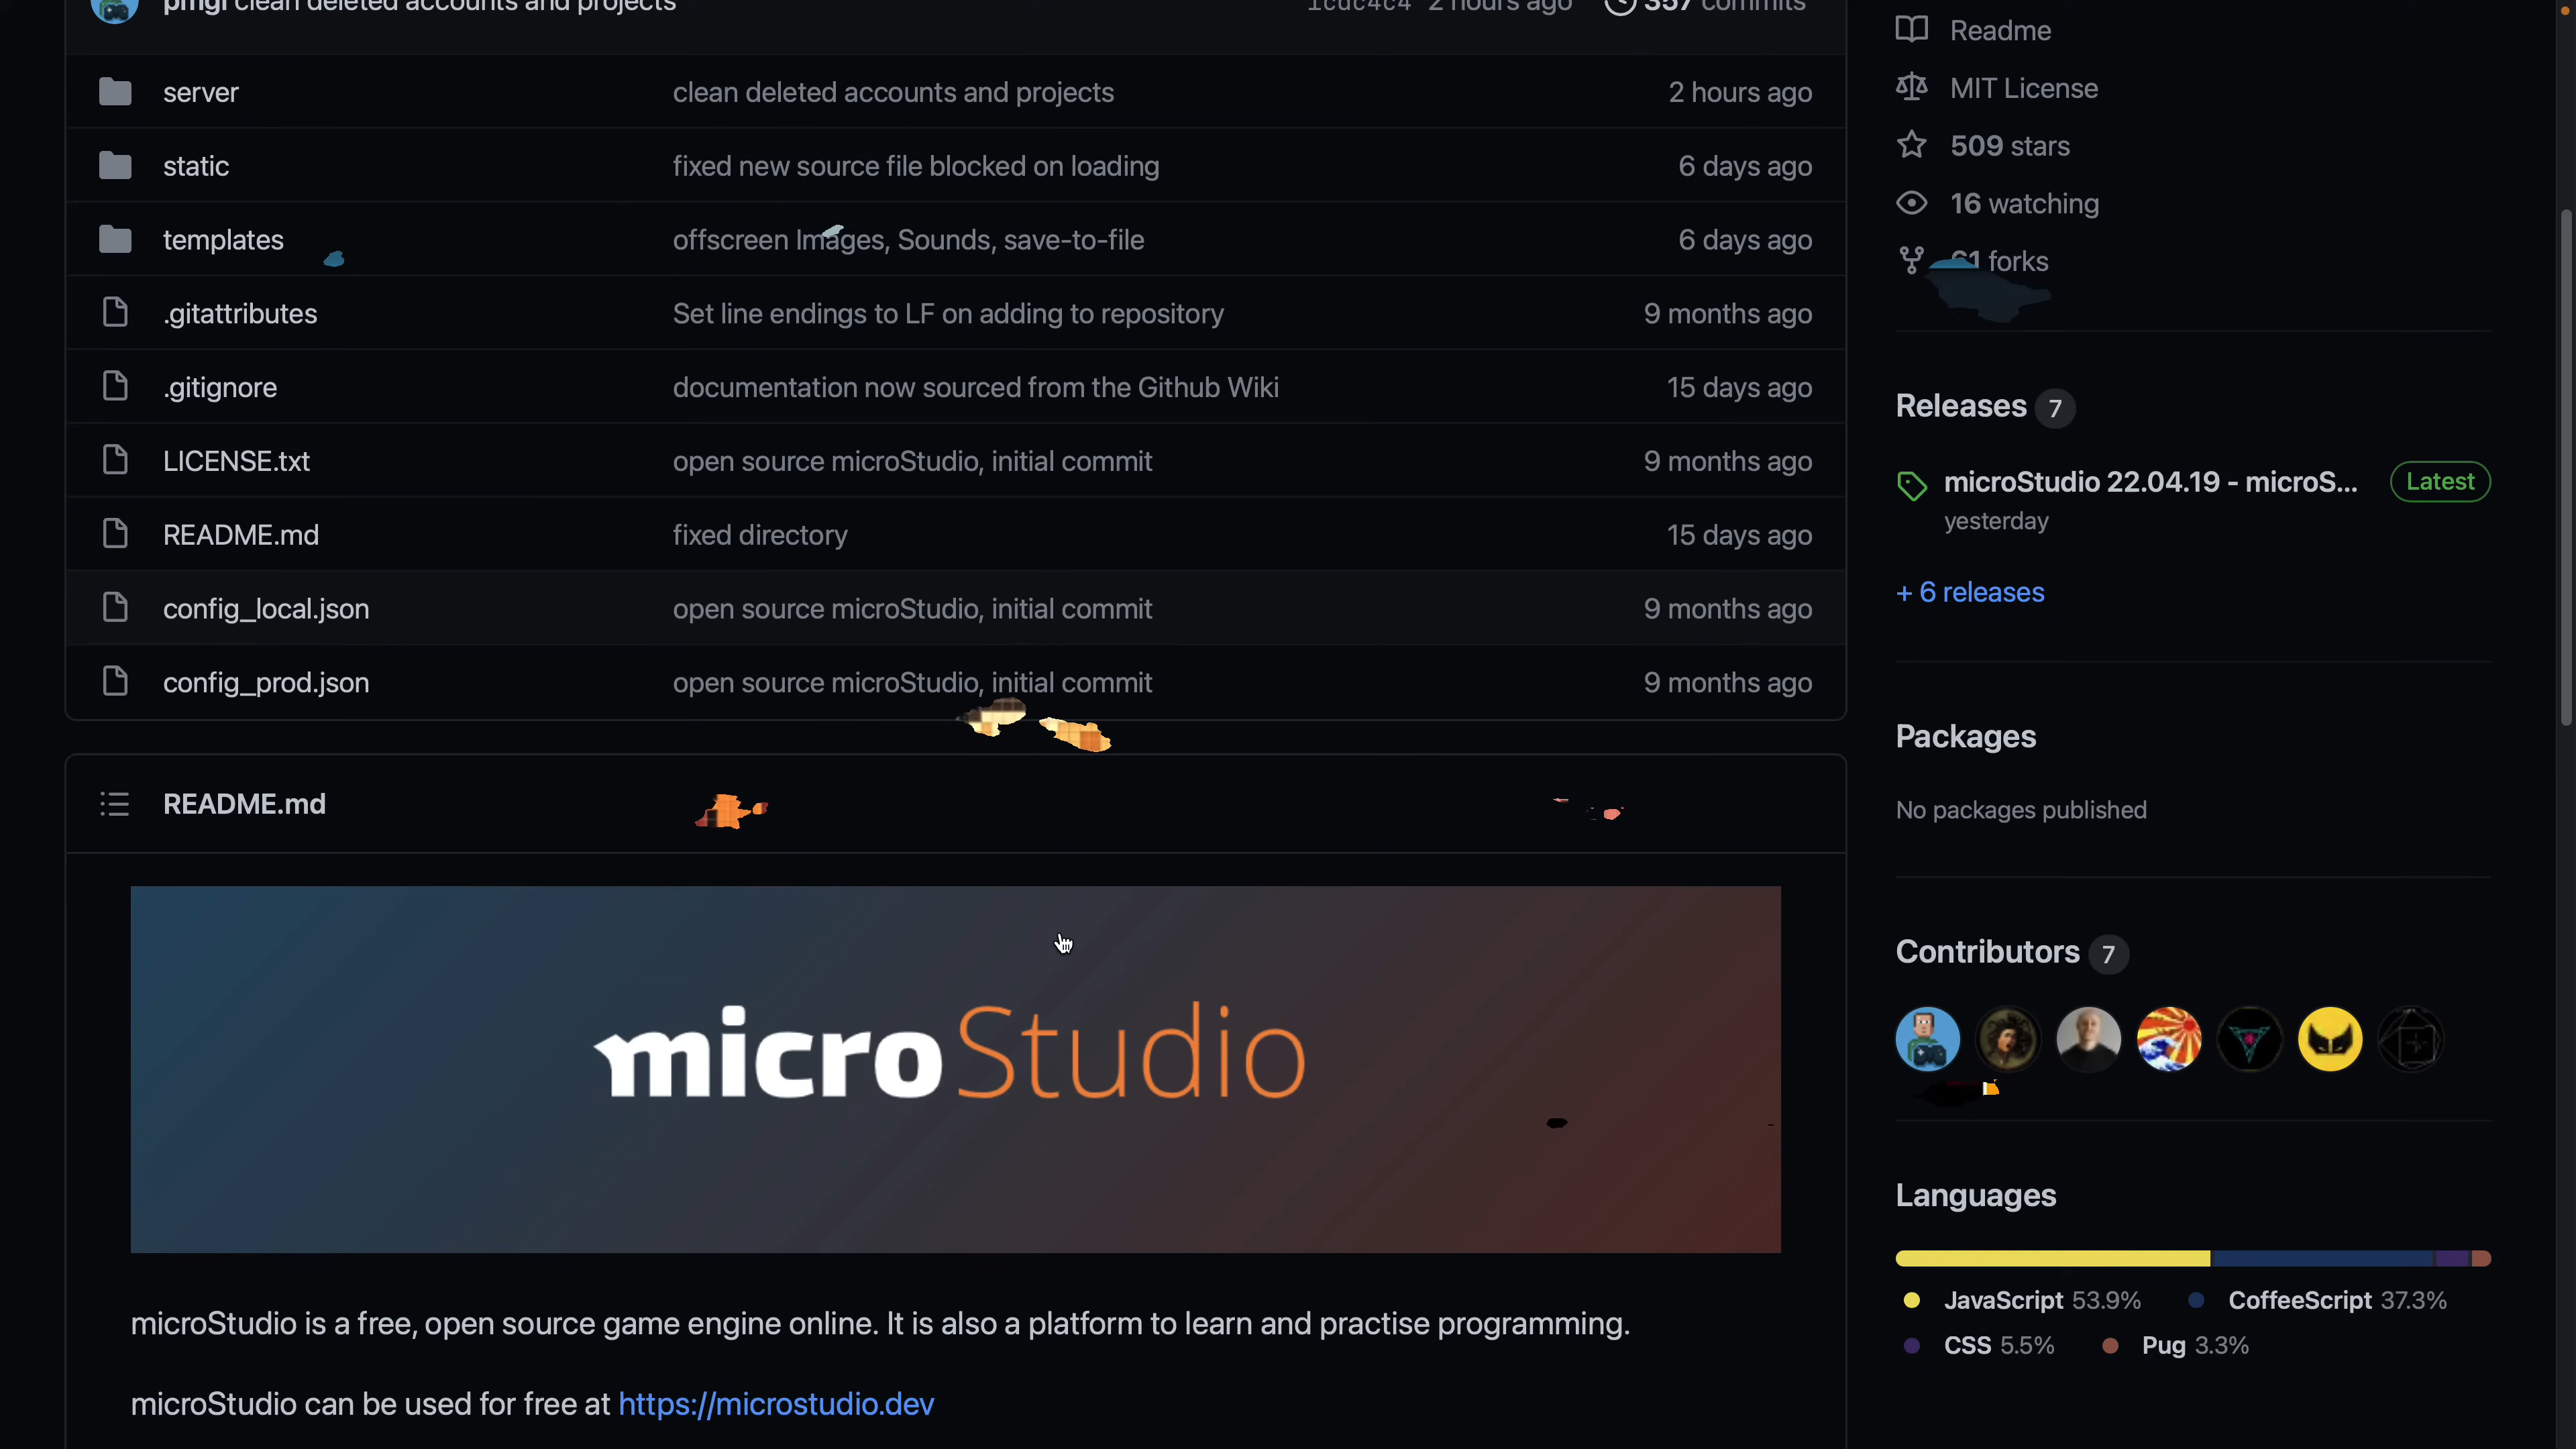 pmgl clean deleted accounts and projects 1cdc4c4 2 hours ago 357 commits
server clean deleted accounts and projects 2 hours ago
static fixed new source file blocked on loading 6 days ago
templates offscreen Images, Sounds, save-to-file 6 days ago
.gitattributes Set line endings to LF on adding to repository 9 months ago
.gitignore documentation now sourced from the Github Wiki 15 days ago
LICENSE.txt open source microStudio, initial commit 9 months ago
README.md fixed directory 15 days ago
config_local.json open source microStudio, initial commit 9 months ago
config_prod.json open source microStudio, initial commit 9 months ago
README.md
microStudio
microStudio is a free, open source game engine online. It is also a platform to learn and practise programming.
microStudio can be used for free at https://microstudio.dev
Readme
MIT License
509 stars
16 watching
61 forks
Releases 7
microStudio 22.04.19 - microS... Latest
yesterday
+ 6 releases
Packages
No packages published
Contributors 7
Languages
JavaScript 53.9% CoffeeScript 37.3%
CSS 5.5% Pug 3.3%